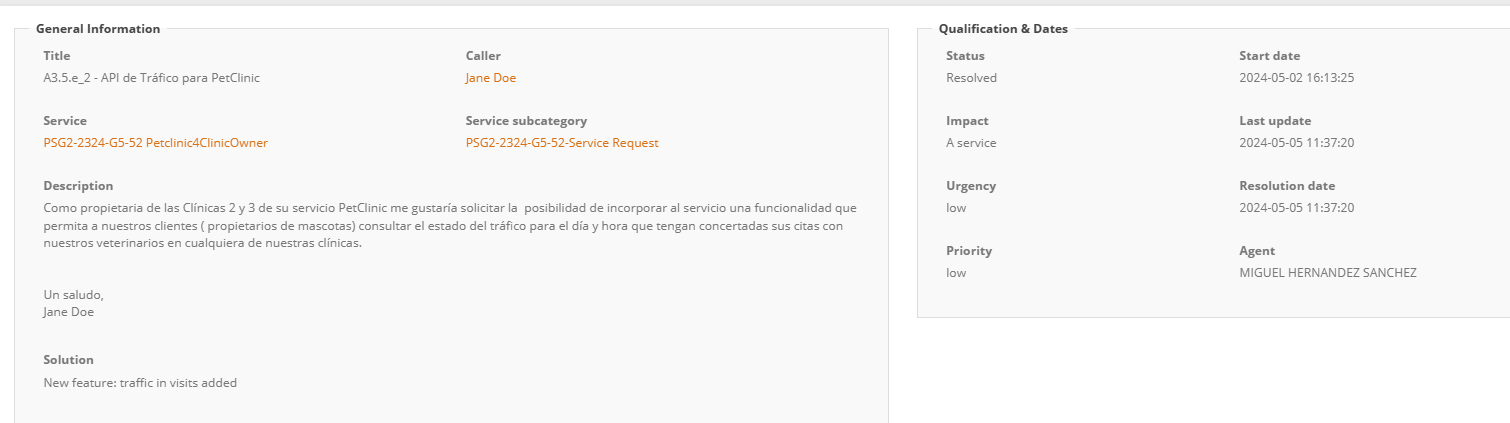 General Information
Title
A3.5.e_2 - API de Tráfico para PetClinic
Caller
Jane Doe
Service
PSG2-2324-G5-52 Petclinic4ClinicOwner
Service subcategory
PSG2-2324-G5-52-Service Request
Description
Como propietaria de las Clínicas 2 y 3 de su servicio PetClinic me gustaría solicitar la  posibilidad de incorporar al servicio una funcionalidad que
permita a nuestros clientes ( propietarios de mascotas) consultar el estado del tráfico para el día y hora que tengan concertadas sus citas con
nuestros veterinarios en cualquiera de nuestras clínicas.
Un saludo,
Jane Doe
Solution
New feature: traffic in visits added
Qualification & Dates
Status
Resolved
Start date
2024-05-02 16:13:25
Impact
A service
Last update
2024-05-05 11:37:20
Urgency
low
Resolution date
2024-05-05 11:37:20
Priority
low
Agent
MIGUEL HERNANDEZ SANCHEZ